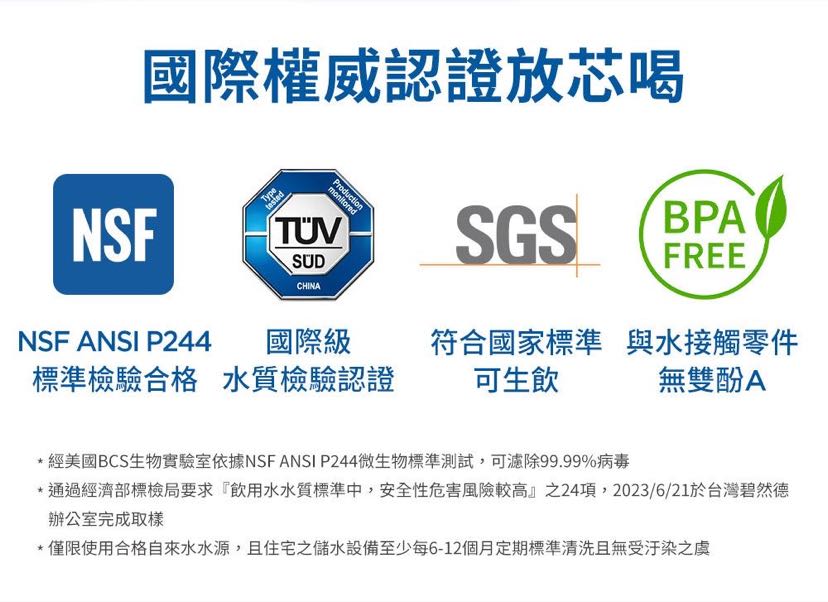 國際權威認證放芯喝
NSF
Type tested
Production monitored
TÜV
SÜD
CHINA
SGS
BPA
FREE
NSF ANSI P244
標準檢驗合格
國際級
水質檢驗認證
符合國家標準
可生飲
與水接觸零件
無雙酚A
* 經美國BCS生物實驗室依據NSF ANSI P244微生物標準測試，可濾除99.99%病毒
* 通過經濟部標檢局要求『飲用水水質標準中，安全性危害風險較高』之24項，2023/6/21於台灣碧然德
辦公室完成取樣
* 僅限使用合格自來水水源，且住宅之儲水設備至少每6-12個月定期標準清洗且無受汙染之虞